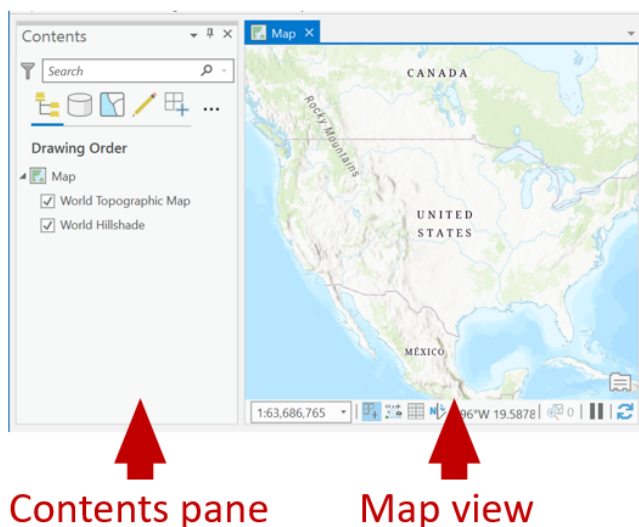 Contents
Search
Drawing Order
Map
World Topographic Map
World Hillshade
Map
CANADA
Rocky Mountains
UNITED
STATES
MÉXICO
1:63,686,765
96°W 19.5878
0
Contents pane
Map view